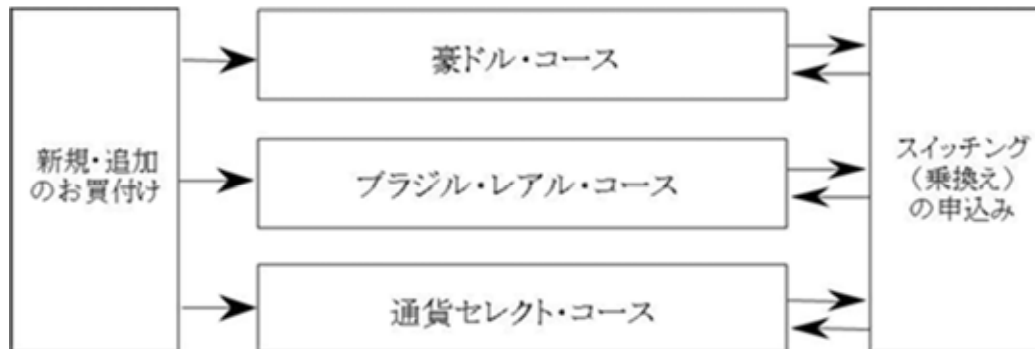 豪ドル・コース
新規・追加
のお買付け
ブラジル・レアル・コース
スイッチング
（乗換え）
の申込み
通貨セレクト・コース